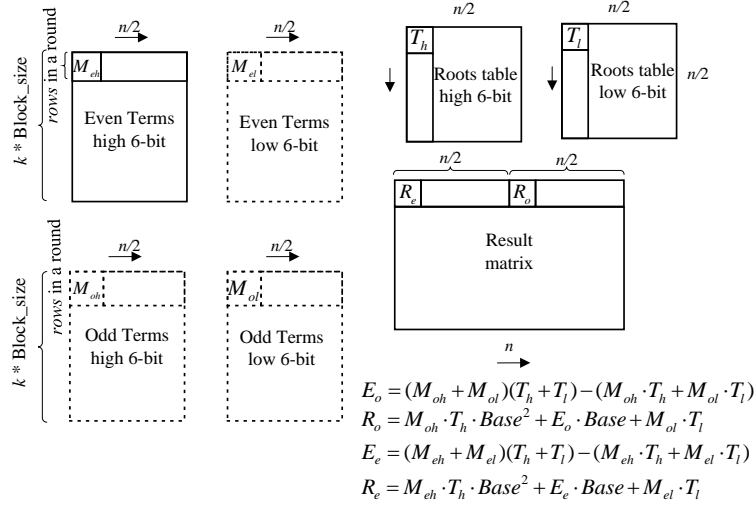 n/2
M_eh
Even Terms
high 6-bit
k * Block_size
rows in a round
n/2
M_el
Even Terms
low 6-bit
n/2
T_h
Roots table
high 6-bit
n/2
T_l
Roots table
low 6-bit
n/2
n/2
n/2
R_e
R_o
Result
matrix
n
n/2
M_oh
Odd Terms
high 6-bit
k * Block_size
rows in a round
n/2
M_ol
Odd Terms
low 6-bit
E_o = (M_oh + M_ol)(T_h + T_l) − (M_oh · T_h + M_ol · T_l)
R_o = M_oh · T_h · Base² + E_o · Base + M_ol · T_l
E_e = (M_eh + M_el)(T_h + T_l) − (M_eh · T_h + M_el · T_l)
R_e = M_eh · T_h · Base² + E_e · Base + M_el · T_l